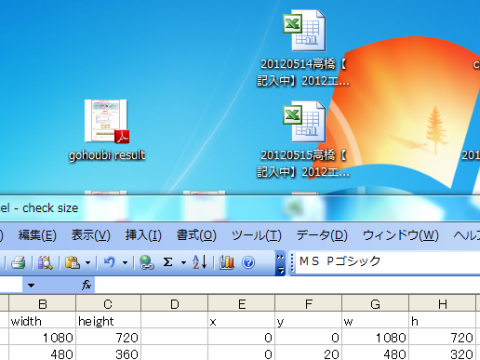 20120514高橋【
記入中】2012エ...
gohoubi result
20120515高橋【
記入中】2012エ...
201
el - check size
) 編集(E) 表示(V) 挿入(I) 書式(O) ツール(T) データ(D) ウィンドウ(W) ヘル
ＭＳ Ｐゴシック
fx
B C D E F G H
width height x y w h
1080 720 0 0 1080 720
480 360 0 20 480 320